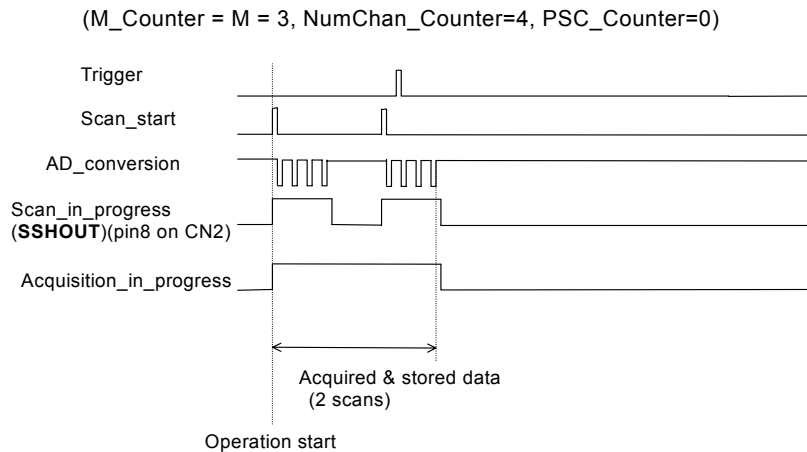 (M_Counter = M = 3, NumChan_Counter=4, PSC_Counter=0)
Trigger
Scan_start
AD_conversion
Scan_in_progress
(SSHOUT)(pin8 on CN2)
Acquisition_in_progress
Acquired & stored data
(2 scans)
Operation start